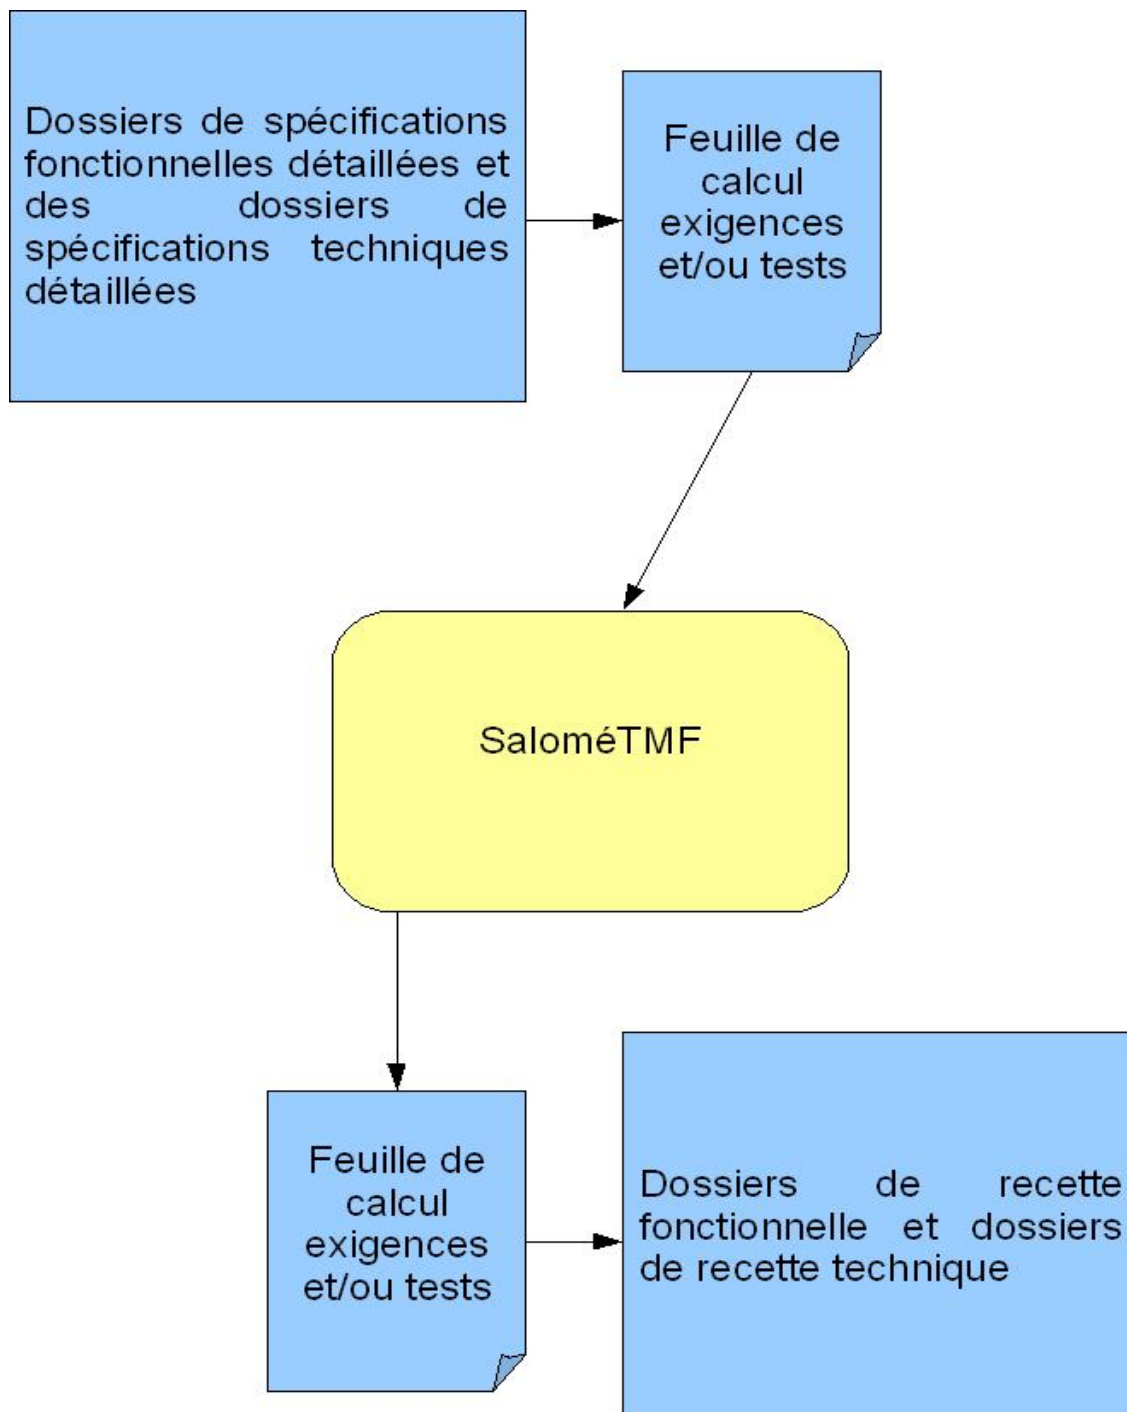 Dossiers de spécifications
fonctionnelles détaillées et
des dossiers de
spécifications techniques
détaillées
Feuille de
calcul
exigences
et/ou tests
SaloméTMF
Feuille de
calcul
exigences
et/ou tests
Dossiers de recette
fonctionnelle et dossiers
de recette technique